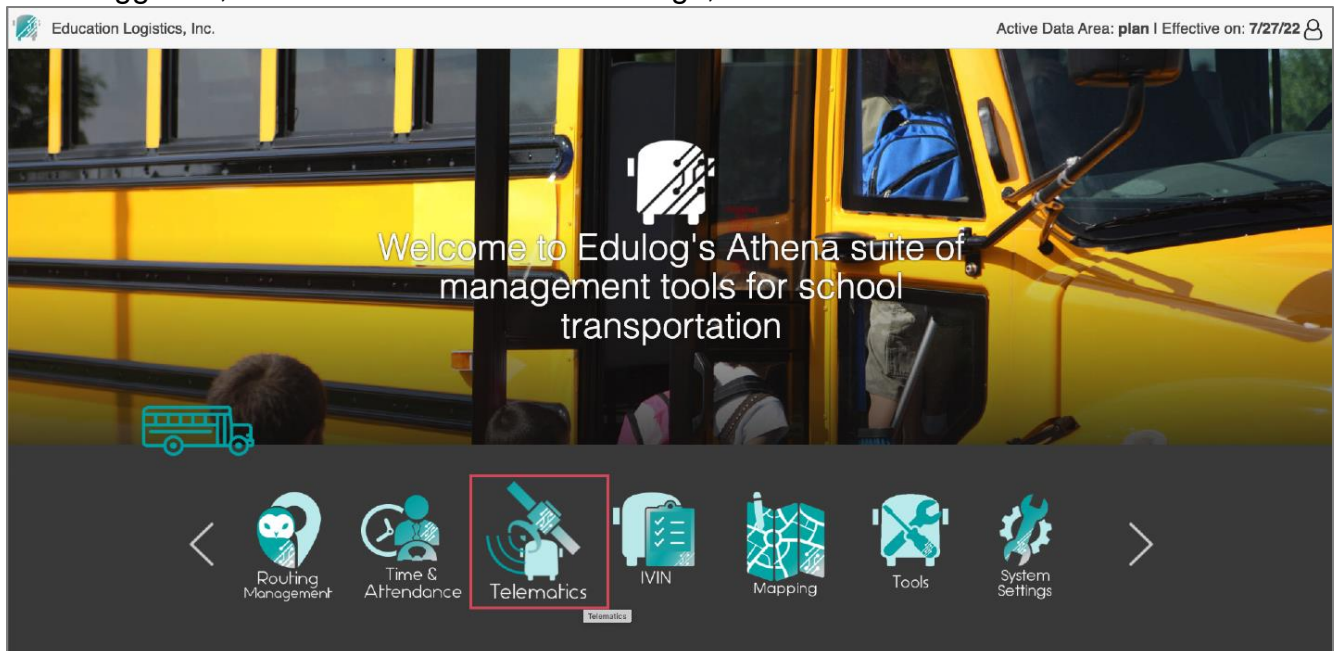 Education Logistics, Inc.
Active Data Area: plan I Effective on: 7/27/22
Welcome to Edulog's Athena suite of
management tools for school
transportation
Routing
Management
Time &
Attendance
Telematics
IVIN
Mapping
Tools
System
Settings
Telematics